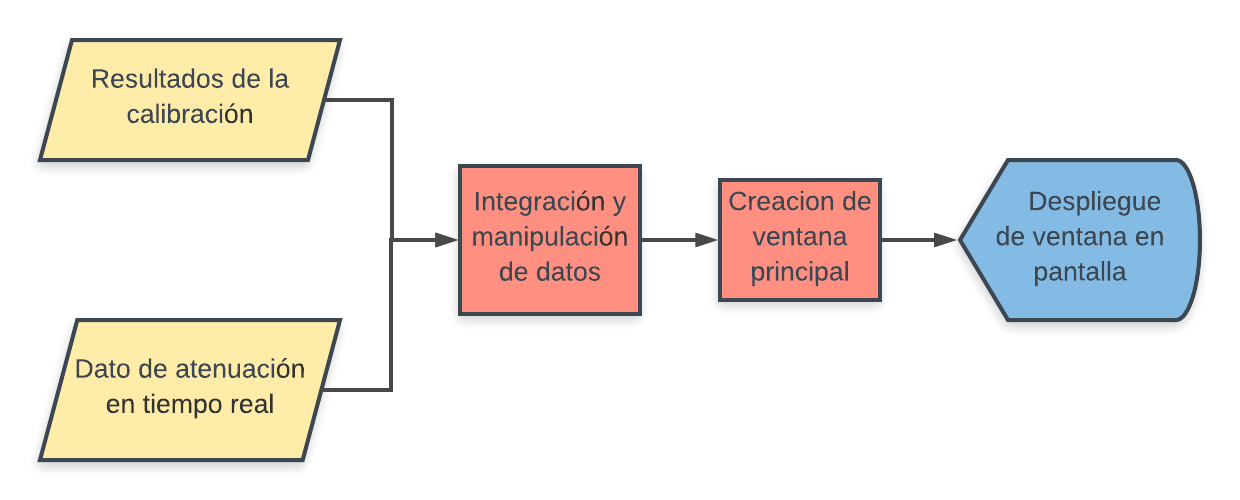 Resultados de la
calibración
Dato de atenuación
en tiempo real
Integración y
manipulación
de datos
Creacion de
ventana
principal
Despliegue
de ventana en
pantalla